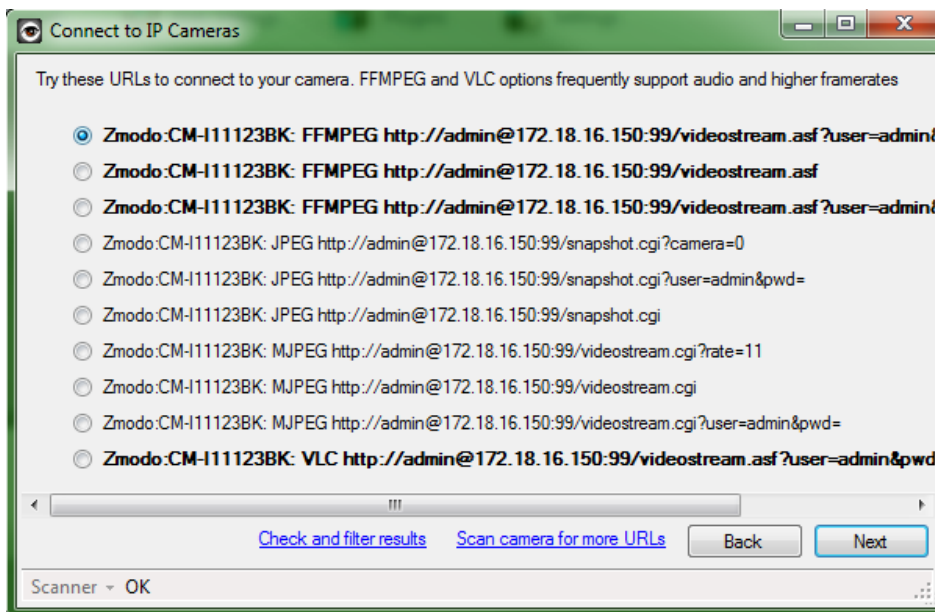 Connect to IP Cameras
Try these URLs to connect to your camera. FFMPEG and VLC options frequently support audio and higher framerates
Zmodo:CM-I11123BK: FFMPEG http://admin@172.18.16.150:99/videostream.asf?user=admin&
Zmodo:CM-I11123BK: FFMPEG http://admin@172.18.16.150:99/videostream.asf
Zmodo:CM-I11123BK: FFMPEG http://admin@172.18.16.150:99/videostream.asf?user=admin&
Zmodo:CM-I11123BK: JPEG http://admin@172.18.16.150:99/snapshot.cgi?camera=0
Zmodo:CM-I11123BK: JPEG http://admin@172.18.16.150:99/snapshot.cgi?user=admin&pwd=
Zmodo:CM-I11123BK: JPEG http://admin@172.18.16.150:99/snapshot.cgi
Zmodo:CM-I11123BK: MJPEG http://admin@172.18.16.150:99/videostream.cgi?rate=11
Zmodo:CM-I11123BK: MJPEG http://admin@172.18.16.150:99/videostream.cgi
Zmodo:CM-I11123BK: MJPEG http://admin@172.18.16.150:99/videostream.cgi?user=admin&pwd=
Zmodo:CM-I11123BK: VLC http://admin@172.18.16.150:99/videostream.asf?user=admin&pwd
Check and filter results Scan camera for more URLs Back Next
Scanner OK